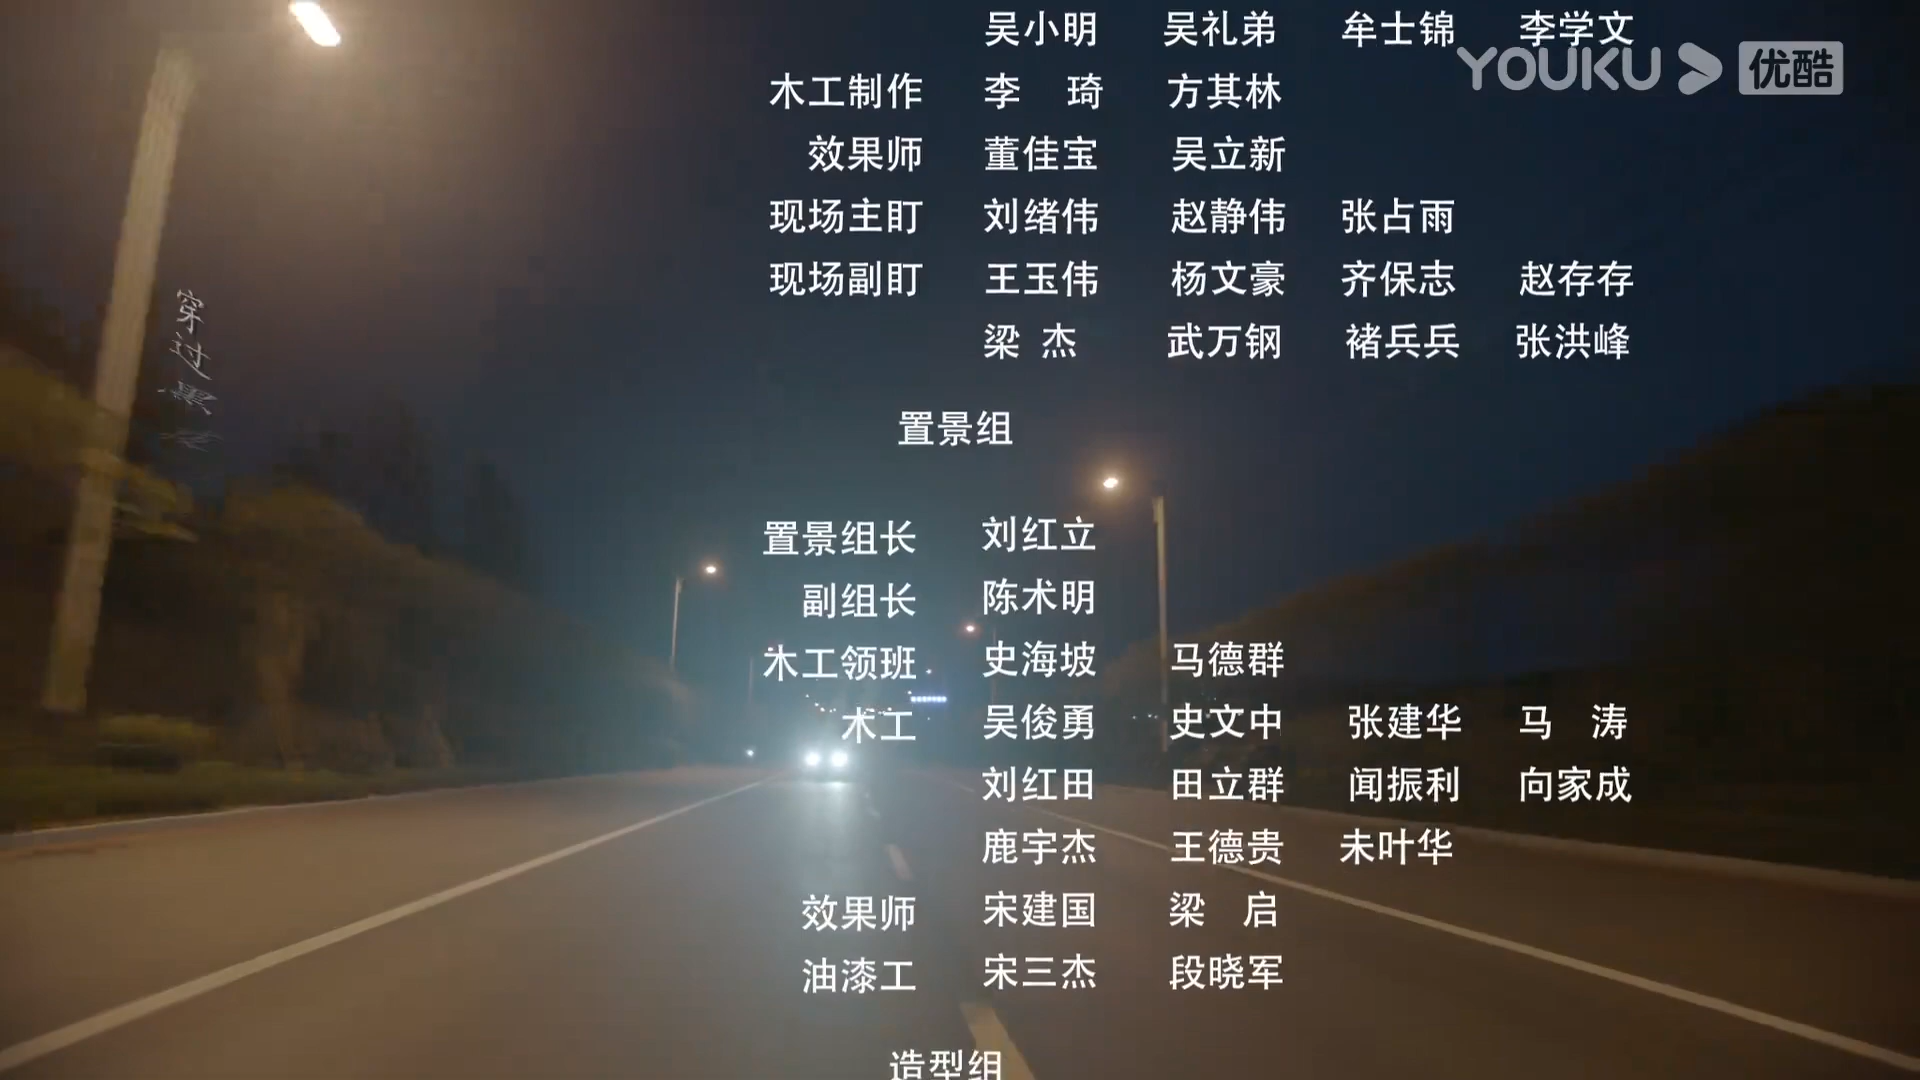 吴小明 吴礼弟 牟士锦 李学文
YOUKU 优酷
木工制作 李 琦 方其林
效果师 董佳宝 吴立新
现场主盯 刘绪伟 赵静伟 张占雨
现场副盯 王玉伟 杨文豪 齐保志 赵存存
梁 杰 武万钢 褚兵兵 张洪峰
穿过黑
置景组
置景组长 刘红立
副组长 陈术明
木工领班 史海坡 马德群
木工 吴俊勇 史文中 张建华 马 涛
刘红田 田立群 闻振利 向家成
鹿宇杰 王德贵 未叶华
效果师 宋建国 梁 启
油漆工 宋三杰 段晓军
造型组